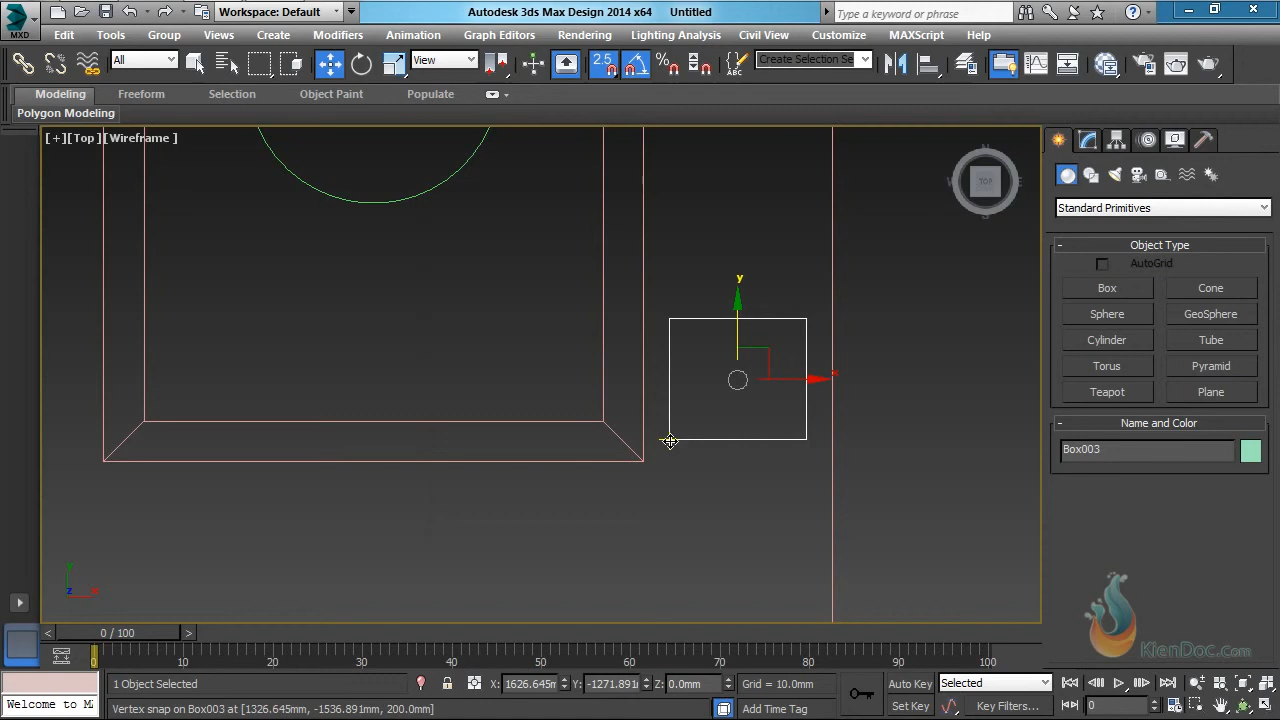 MXD
Workspace: Default
Autodesk 3ds Max Design 2014 x64 Untitled
Type a keyword or phrase
Edit Tools Group Views Create Modifiers Animation Graph Editors Rendering Lighting Analysis Civil View Customize MAXScript Help
All View 2.5 Create Selection Se
Modeling Freeform Selection Object Paint Populate
Polygon Modeling
[+][Top][Wireframe]
N
TOP
W E
S
Standard Primitives
- Object Type
AutoGrid
Box Cone
Sphere GeoSphere
Cylinder Tube
Torus Pyramid
Teapot Plane
- Name and Color
Box003
y
x
y
z x
KienDoc.com
< 0 / 100 >
0 10 20 30 40 50 60 70 80 90 100
1 Object Selected X: 1626.645m Y: -1271.891 Z: 0.0mm Grid = 10.0mm Auto Key Selected
Welcome to M Vertex snap on Box003 at [1326.645mm, -1536.891mm, 200.0mm] Add Time Tag Set Key Key Filters... 0